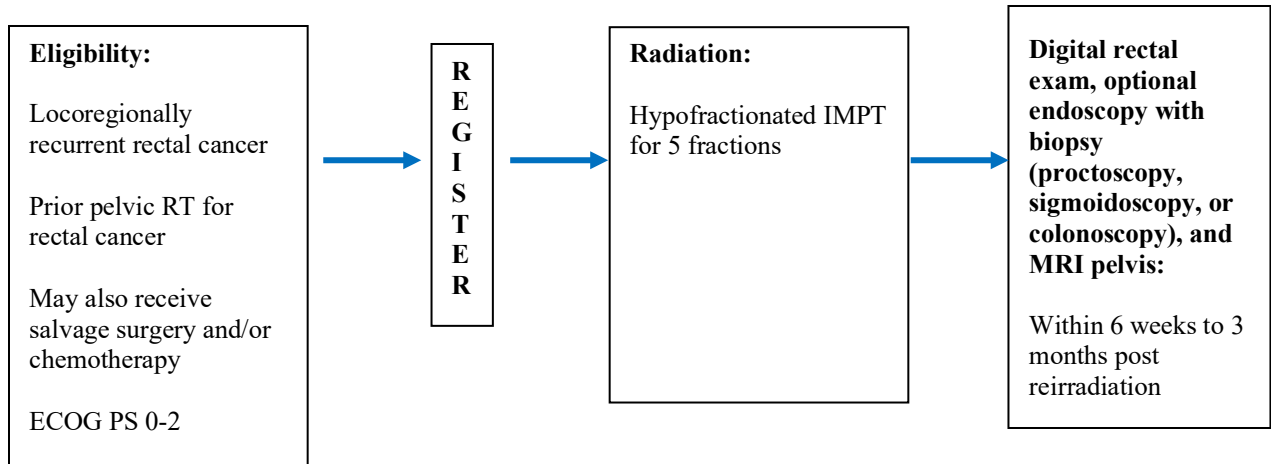 Eligibility:
Locoregionally
recurrent rectal cancer
Prior pelvic RT for
rectal cancer
May also receive
salvage surgery and/or
chemotherapy
ECOG PS 0-2
R
E
G
I
S
T
E
R
Radiation:
Hypofractionated IMPT
for 5 fractions
Digital rectal
exam, optional
endoscopy with
biopsy
(proctoscopy,
sigmoidoscopy, or
colonoscopy), and
MRI pelvis:
Within 6 weeks to 3
months post
reirradiation